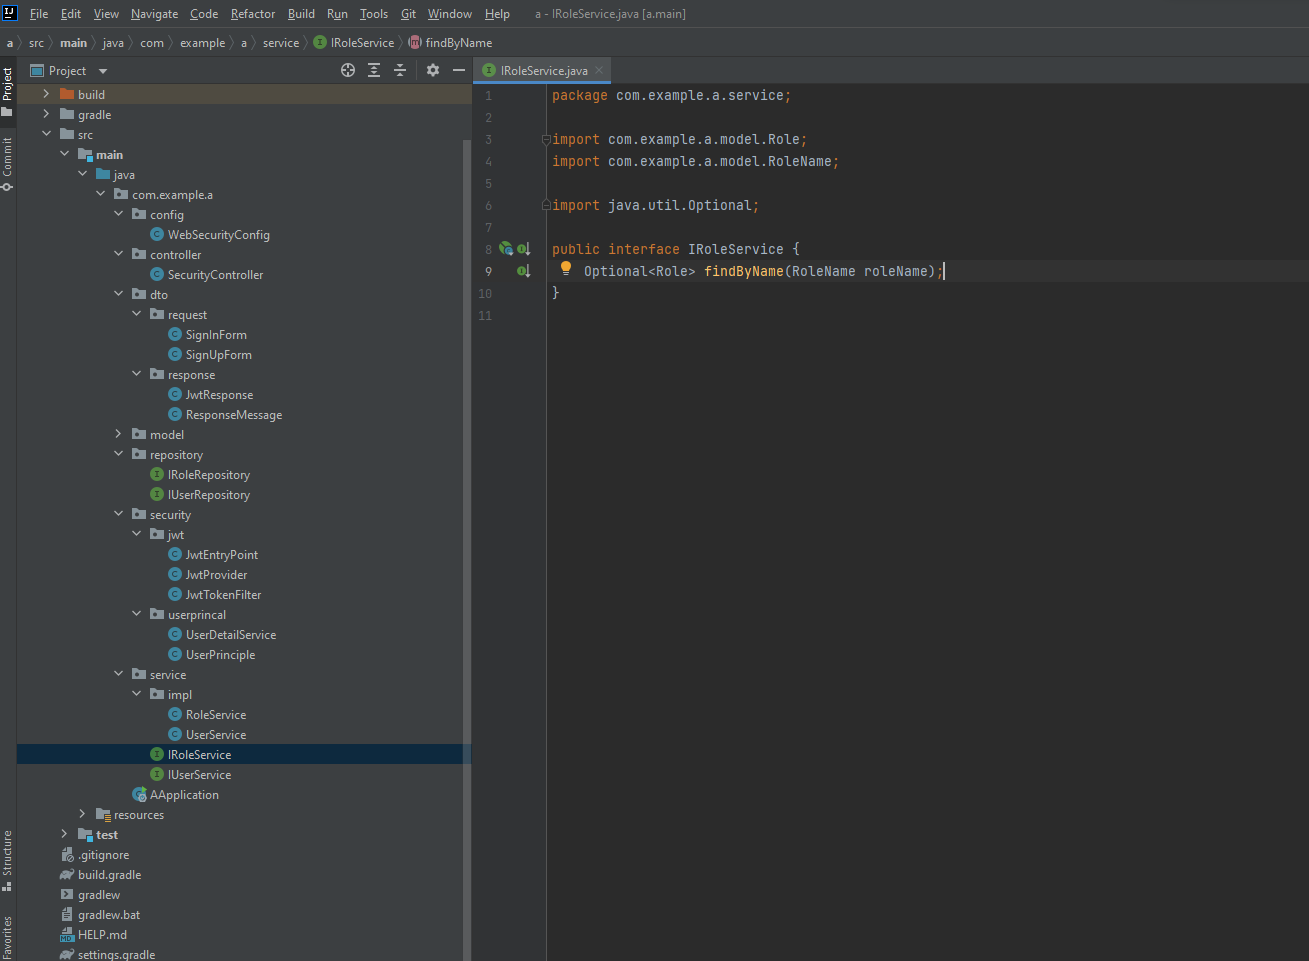 IJ File Edit View Navigate Code Refactor Build Run Tools Git Window Help a - IRoleService.java [a.main]
a src main java com example a service I IRoleService m findByName
Project
Commit
Structure
Favorites
Project
build
gradle
src
main
java
com.example.a
config
C WebSecurityConfig
controller
C SecurityController
dto
request
C SignInForm
C SignUpForm
response
C JwtResponse
C ResponseMessage
model
repository
I IRoleRepository
I IUserRepository
security
jwt
C JwtEntryPoint
C JwtProvider
C JwtTokenFilter
userprincal
C UserDetailService
C UserPrinciple
service
impl
C RoleService
C UserService
I IRoleService
I IUserService
AApplication
resources
test
.gitignore
build.gradle
gradlew
gradlew.bat
HELP.md
settings.gradle
I IRoleService.java
1 package com.example.a.service;
2
3 import com.example.a.model.Role;
4 import com.example.a.model.RoleName;
5
6 import java.util.Optional;
7
8 public interface IRoleService {
9 Optional<Role> findByName(RoleName roleName);
10 }
11